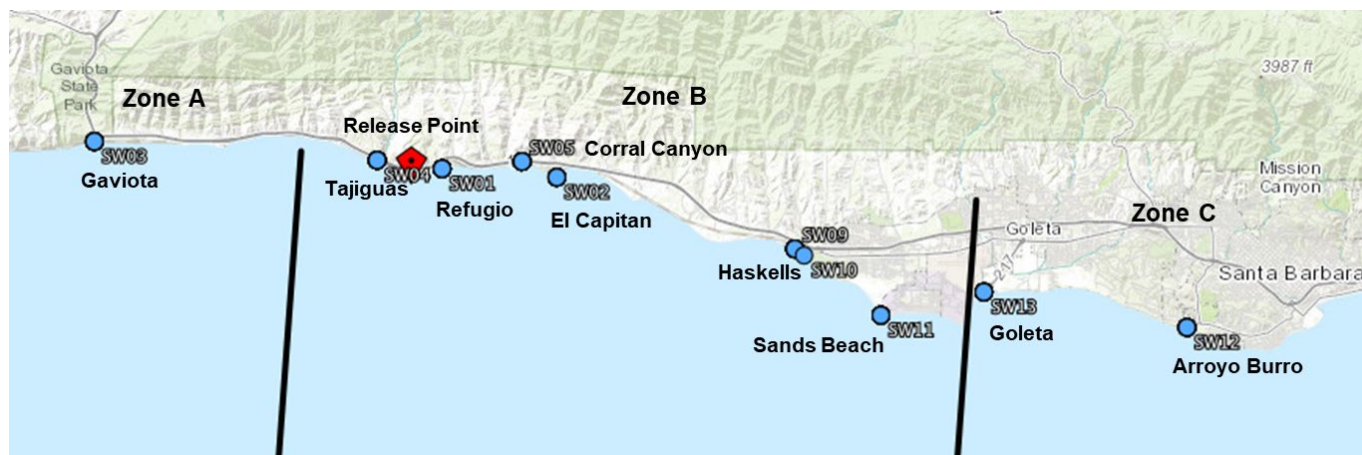 3987 ft
Gaviota
State
Park
Zone A
Zone B
Release Point
SW03
Gaviota
Tajiguas
SW04
SW01
Refugio
SW05
Corral Canyon
SW02
El Capitan
Mission
Canyon
Zone C
Goleta
217
SW09
Haskells
SW10
Santa Barbara
SW13
Goleta
Sands Beach
SW11
SW12
Arroyo Burro